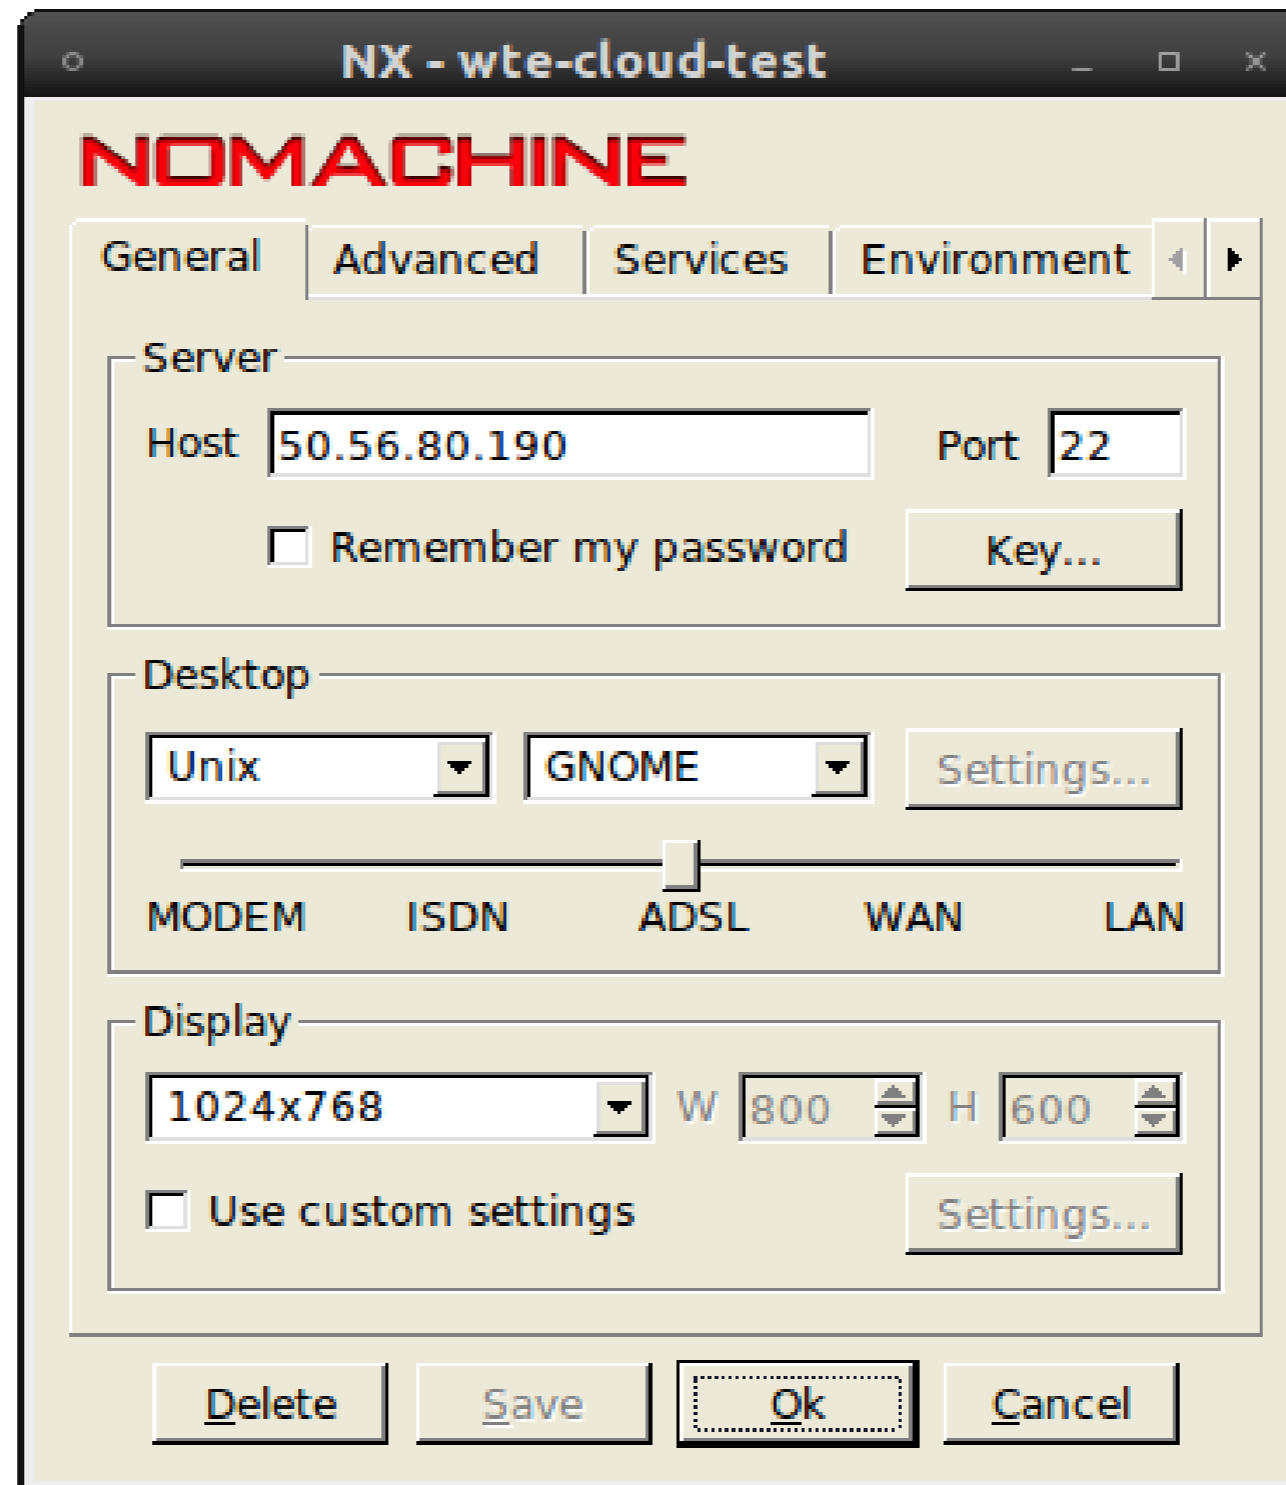 NX - wte-cloud-test
NOMACHINE
General Advanced Services Environment
Server
Host 50.56.80.190 Port 22
Remember my password Key...
Desktop
Unix GNOME Settings...
MODEM ISDN ADSL WAN LAN
Display
1024x768 W 800 H 600
Use custom settings Settings...
Delete Save Ok Cancel